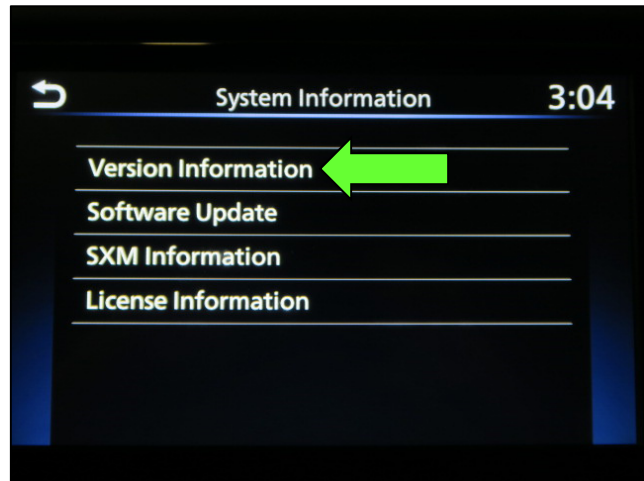 System Information
3:04
Version Information
Software Update
SXM Information
License Information